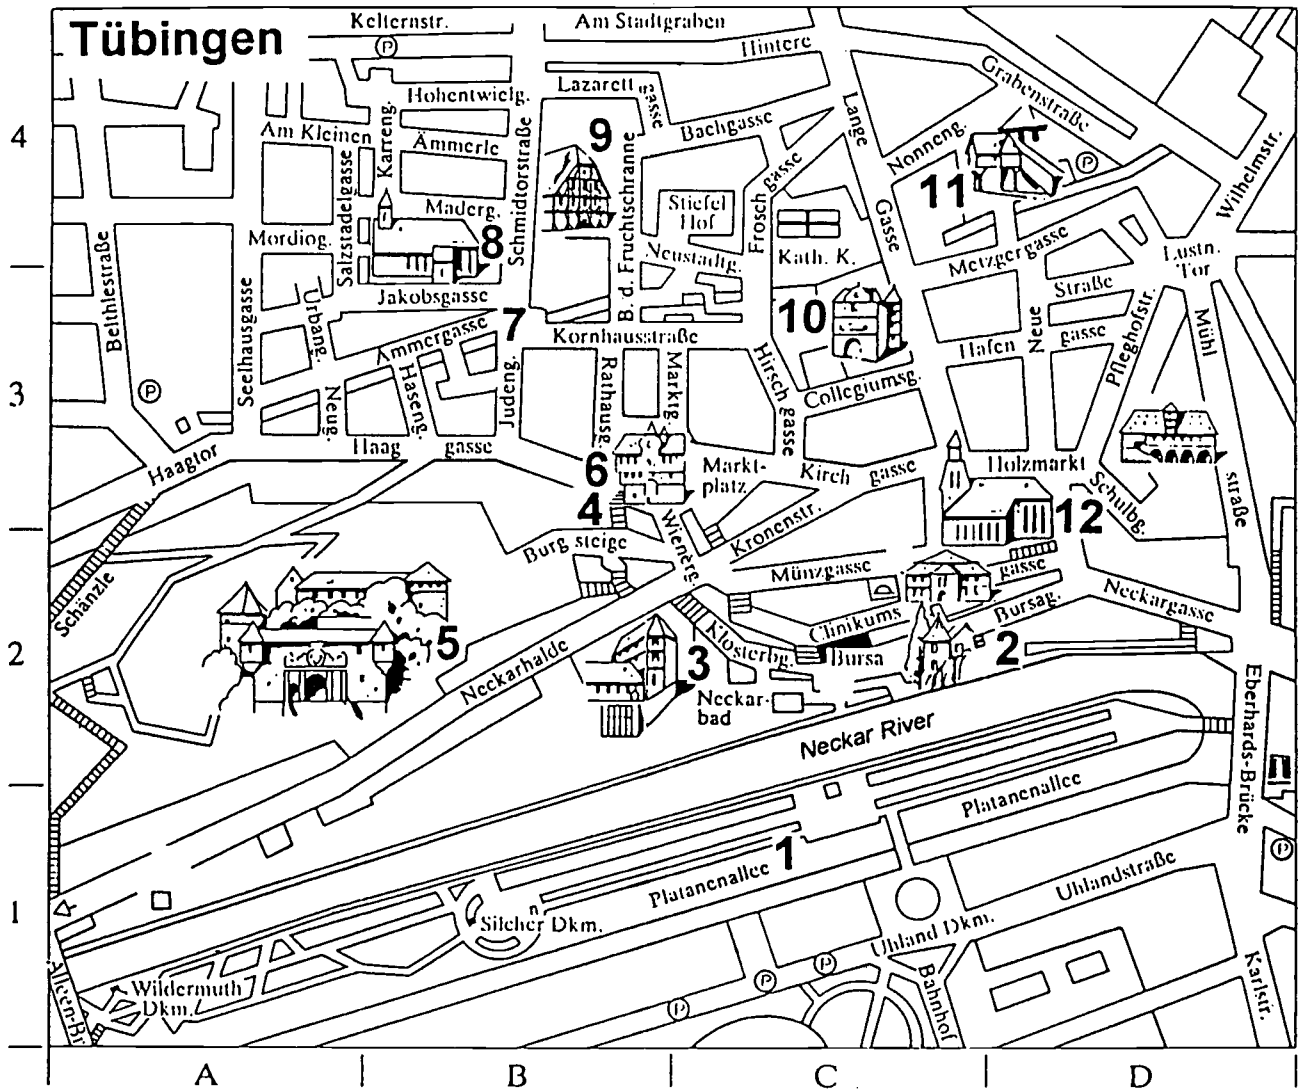 Tübingen
Kelternstr.
Am Stadtgraben
Hintere
P
Grabenstraße
Lazarett
gasse
Hohentwielg.
4
Am Kleinen
Ämmerle
Karreng.
Salzstadelgasse
Schmidtorstraße
9
B. d. Fruchtschranne
Bachgasse
Lange
Gasse
Nonneng.
P
Wilhelmstr.
11
Maderg.
Stiefel
Hof
Frosch
gasse
Mordiog.
8
Neustadtg.
Kath. K.
Metzgergasse
Lustn.
Tor
Belthlestraße
Seelhausgasse
Urbang.
Jakobsgasse
10
Straße
Neue
Pfleghofstr.
Mühl
straße
7
Ammergasse
Kornhausstraße
Hafen
gasse
3
P
Neug.
Haseng.
Judeng.
Rathausg.
Marktg.
Hirsch
gasse
Collegiumsg.
Haagtor
Haag
gasse
6
Markt-
platz
Kirch
gasse
Holzmarkt
4
12
Schulbg.
Kronenstr.
Burg steige
Wienerg.
Schänzle
Münzgasse
gasse
Neckargasse
Clinikums
Bursag.
2
5
Neckarhalde
3
Klosterbg.
Bursa
2
Neckar-
bad
Eberhards-Brücke
Neckar River
Platanenallee
1
Platanenallee
P
Uhlandstraße
1
Silcher Dkm.
Uhland Dkm.
P
P
P
Wildermuth
Dkm.
Alleen-Br
Bahnhof
Karlstr.
A
B
C
D